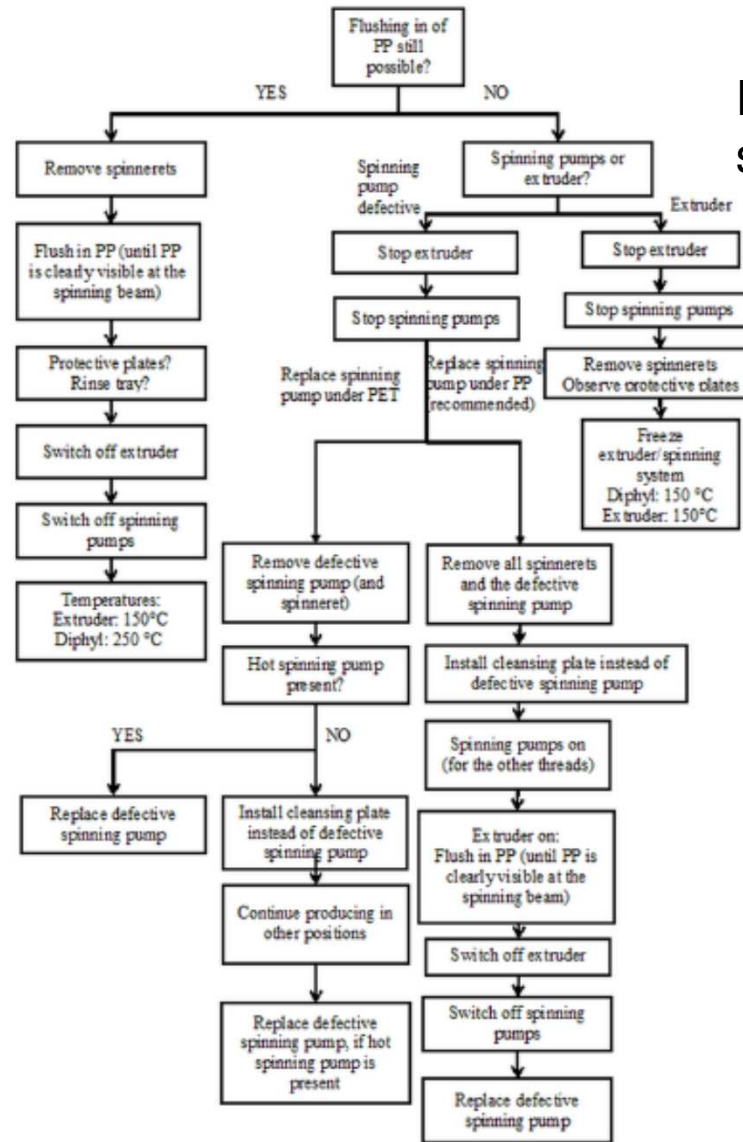 Flushing in of
PP still
possible?
YES
NO
Remove spinnerets
Flush in PP (until PP
is clearly visible at the
spinning beam)
Protective plates?
Rinse tray?
Switch off extruder
Switch off spinning
pumps
Temperatures:
Extruder: 150°C
Diphyl: 250 °C
Spinning pumps or
extruder?
Spinning
pump
defective
Extruder
Stop extruder
Stop spinning pumps
Replace spinning
pump under PET
Replace spinning
pump under PP
(recommended)
Stop extruder
Stop spinning pumps
Remove spinnerets
Observe protective plates
Freeze
extruder/spinning
system
Diphyl: 150 °C
Extruder: 150°C
Remove defective
spinning pump (and
spinneret)
Hot spinning pump
present?
YES
NO
Replace defective
spinning pump
Install cleansing plate
instead of defective
spinning pump
Continue producing in
other positions
Replace defective
spinning pump, if hot
spinning pump is
present
Remove all spinnerets
and the defective
spinning pump
Install cleansing plate instead of
defective spinning pump
Spinning pumps on
(for the other threads)
Extruder on:
Flush in PP (until PP is
clearly visible at the
spinning beam)
Switch off extruder
Switch off spinning
pumps
Replace defective
spinning pump